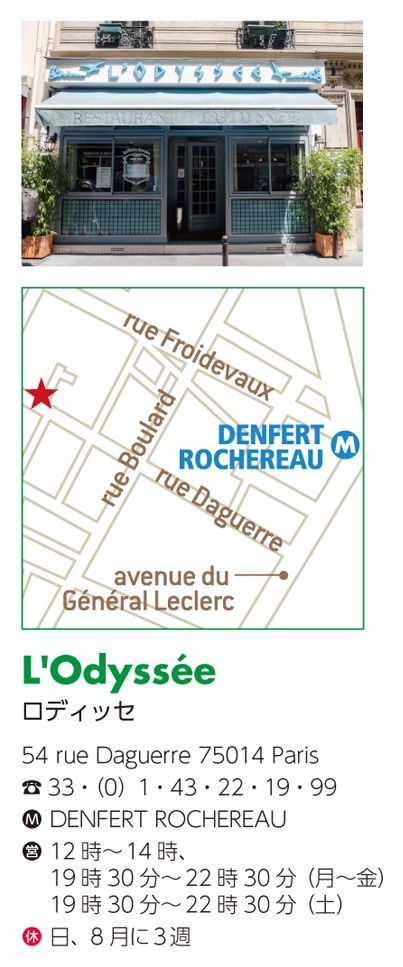 L'ODYSSÉE
RESTAURANT L'ODYSSÉE
rue Froidevaux
DENFERT
ROCHEREAU
M
rue Boulard
rue Daguerre
avenue du
Général Leclerc
L'Odyssée
ロディッセ
54 rue Daguerre 75014 Paris
☎ 33・(0) 1・43・22・19・99
M DENFERT ROCHEREAU
営 12時〜14時、
19時30分〜22時30分（月〜金）
19時30分〜22時30分（土）
休 日、8月に3週